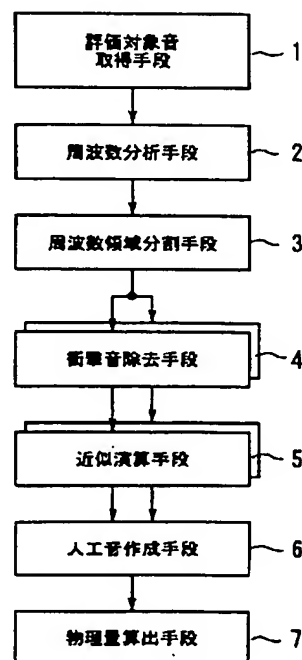 評価対象音
取得手段
1
周波数分析手段
2
周波数領域分割手段
3
衝撃音除去手段
4
近似演算手段
5
人工音作成手段
6
物理量算出手段
7